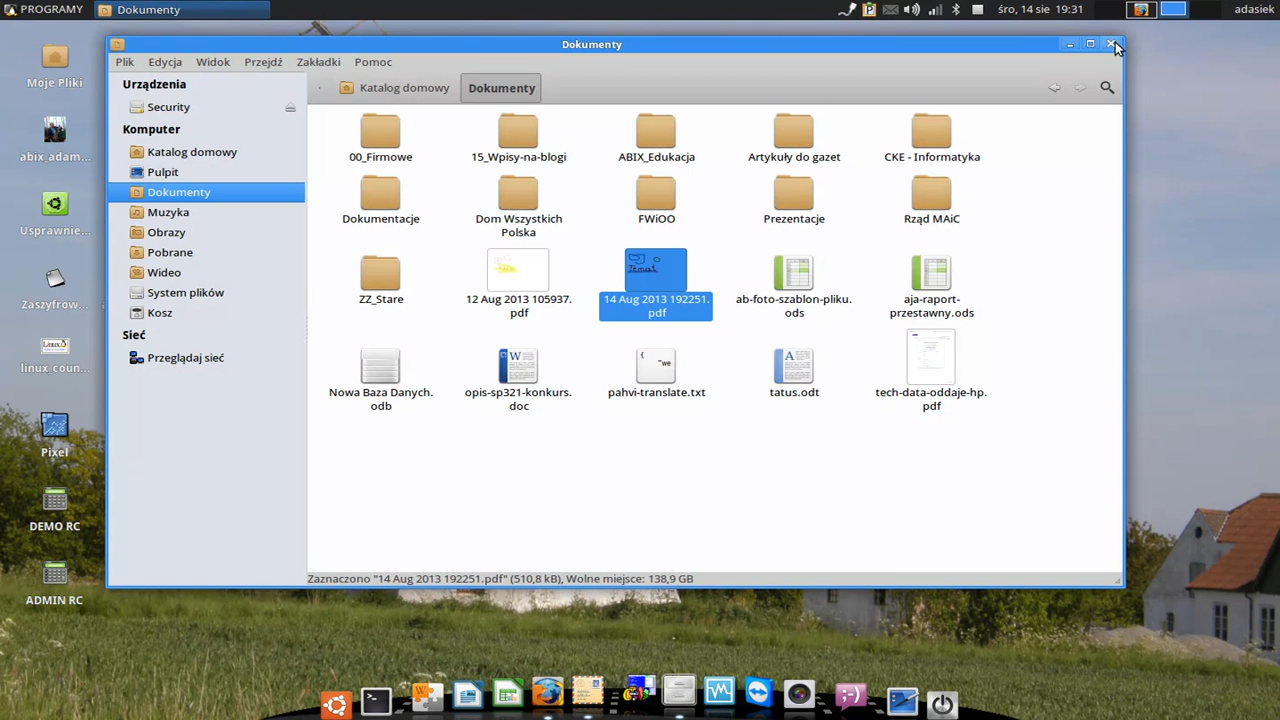 PROGRAMY
Dokumenty
śro, 14 sie 19:31
adasiek
Dokumenty
Plik Edycja Widok Przejdź Zakładki Pomoc
Katalog domowy Dokumenty
Urządzenia
Security
Komputer
Katalog domowy
Pulpit
Dokumenty
Muzyka
Obrazy
Pobrane
Wideo
System plików
Kosz
Sieć
Przeglądaj sieć
00_Firmowe
15_Wpisy-na-blogi
ABIX_Edukacja
Artykuły do gazet
CKE - Informatyka
Dokumentacje
Dom Wszystkich
Polska
FWiOO
Prezentacje
Rząd MAiC
ZZ_Stare
12 Aug 2013 105937.
pdf
Temat
14 Aug 2013 192251.
pdf
ab-foto-szablon-pliku.
ods
aja-raport-
przestawny.ods
Nowa Baza Danych.
odb
opis-sp321-konkurs.
doc
pahvi-translate.txt
tatus.odt
tech-data-oddaje-hp.
pdf
Zaznaczono "14 Aug 2013 192251.pdf" (510,8 kB), Wolne miejsce: 138,9 GB
Moje Pliki
abix_adam...
Usprawnie...
Zaszyfrow...
linux_coun...
Pixel
DEMO RC
ADMIN RC